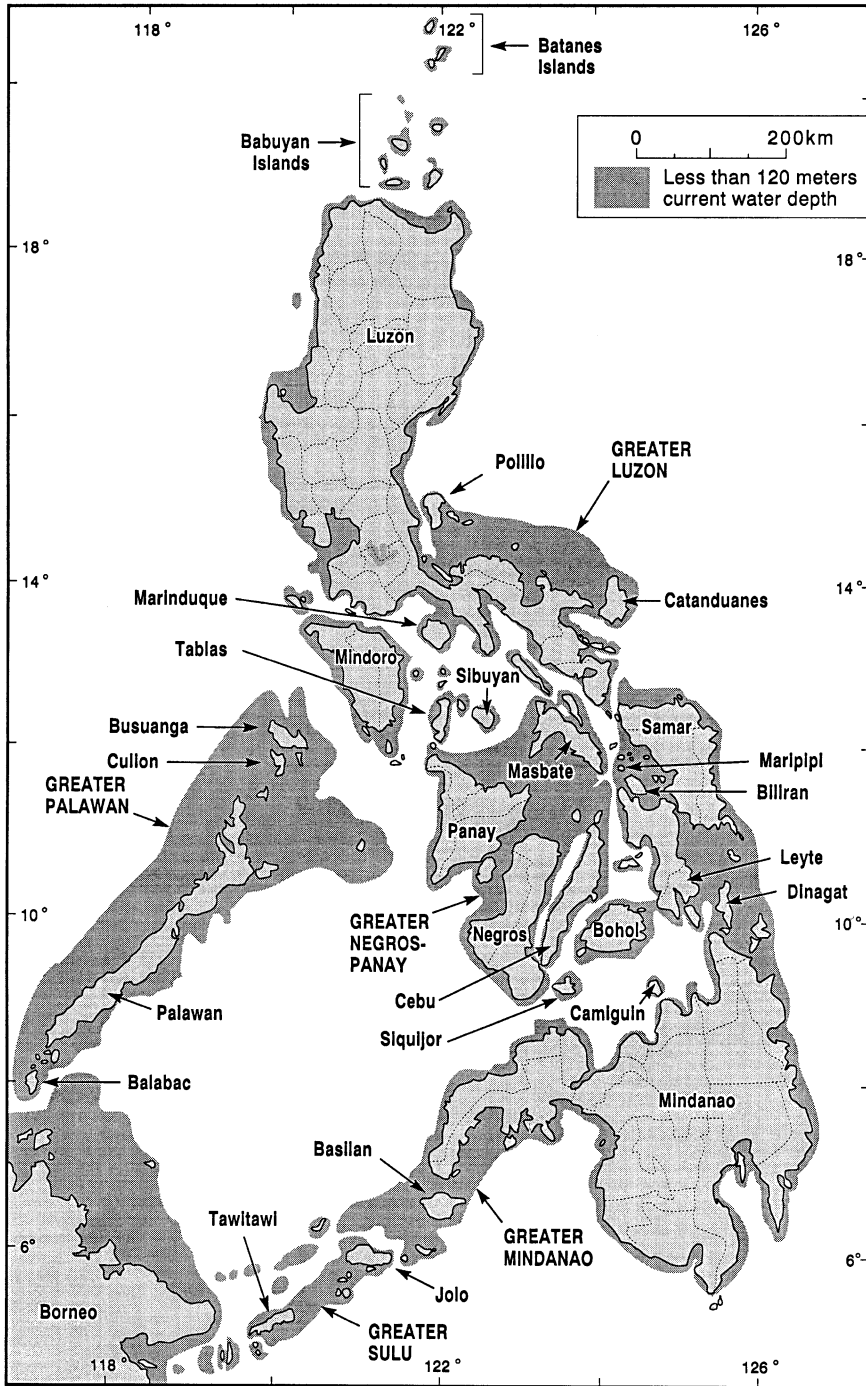 118°
122°
126°
Batanes
Islands
Babuyan
Islands
0 200km
Less than 120 meters
current water depth
18°
18°
Luzon
Polillo
GREATER
LUZON
14°
14°
Marinduque
Catanduanes
Tablas
Mindoro
Sibuyan
Busuanga
Samar
Culion
Masbate
Maripipi
GREATER
PALAWAN
Biliran
Panay
Leyte
Dinagat
10°
10°
GREATER
NEGROS-
PANAY
Negros
Bohol
Cebu
Palawan
Siquijor
Camiguin
Balabac
Mindanao
Basilan
Tawitawi
GREATER
MINDANAO
6°
6°
Jolo
Borneo
GREATER
SULU
118°
122°
126°